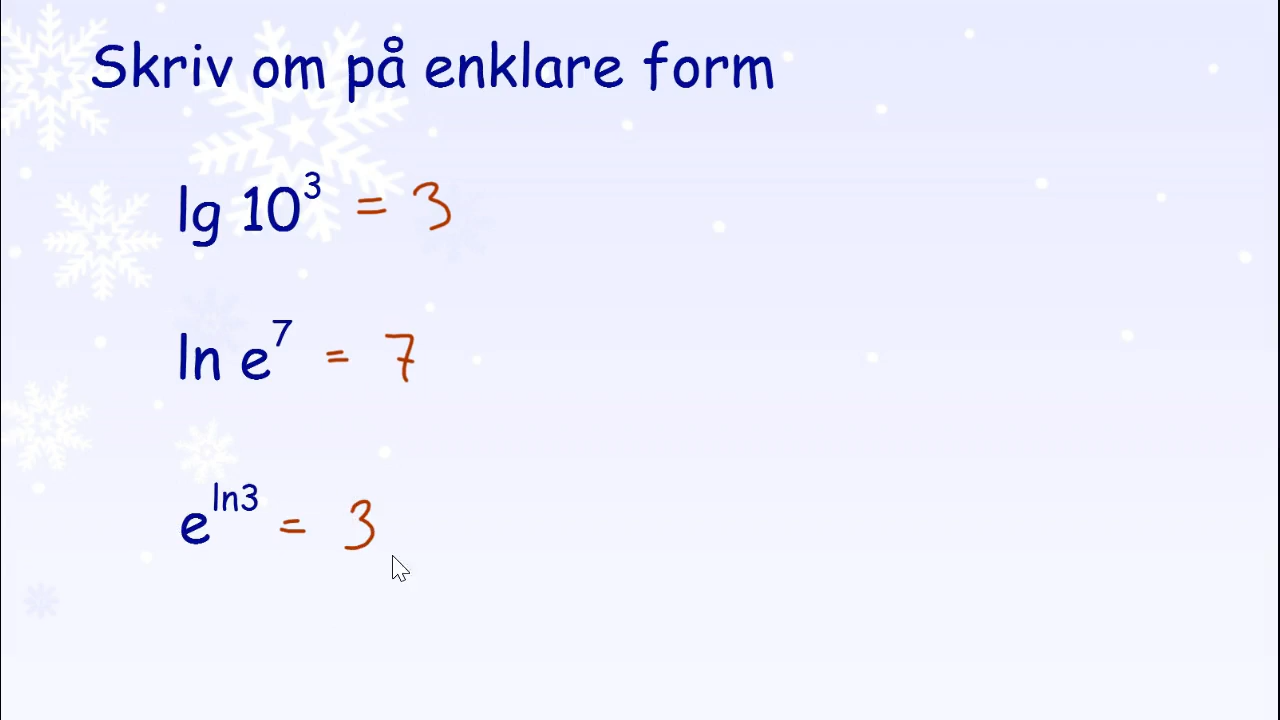 Skriv om på enklare form
lg 10³ = 3
ln e⁷ = 7
e^ln3 = 3